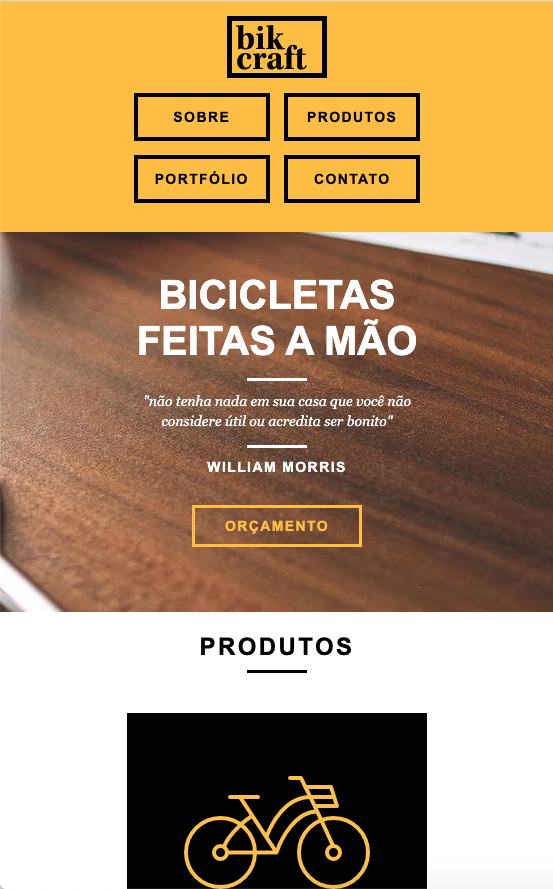 bik
craft
SOBRE
PRODUTOS
PORTFÓLIO
CONTATO
BICICLETAS
FEITAS A MÃO
"não tenha nada em sua casa que você não
considere útil ou acredita ser bonito"
WILLIAM MORRIS
ORÇAMENTO
PRODUTOS